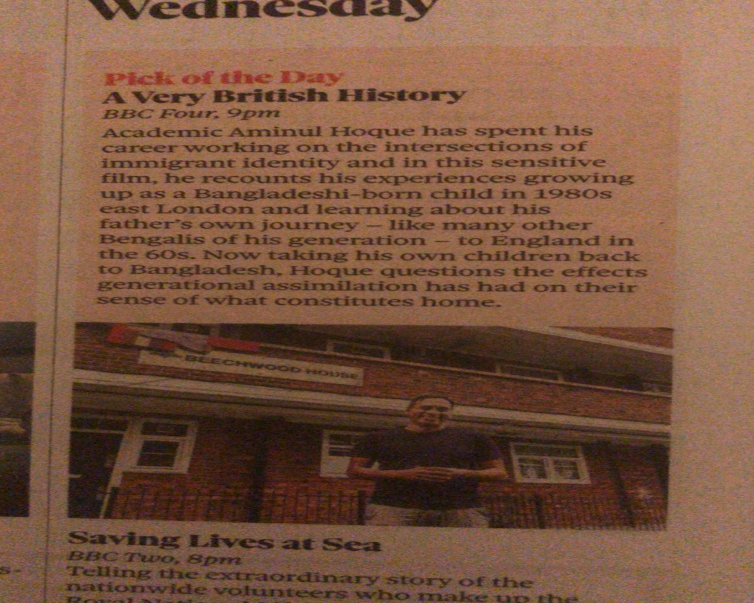 Wednesday
Pick of the Day
A Very British History
BBC Four, 9pm
Academic Aminul Hoque has spent his
career working on the intersections of
immigrant identity and in this sensitive
film, he recounts his experiences growing
up as a Bangladeshi-born child in 1980s
east London and learning about his
father's own journey – like many other
Bengalis of his generation – to England in
the 60s. Now taking his own children back
to Bangladesh, Hoque questions the effects
generational assimilation has had on their
sense of what constitutes home.
BEECHWOOD HOUSE
Saving Lives at Sea
BBC Two, 8pm
Telling the extraordinary story of the
s-
nationwide volunteers who make up the
Royal